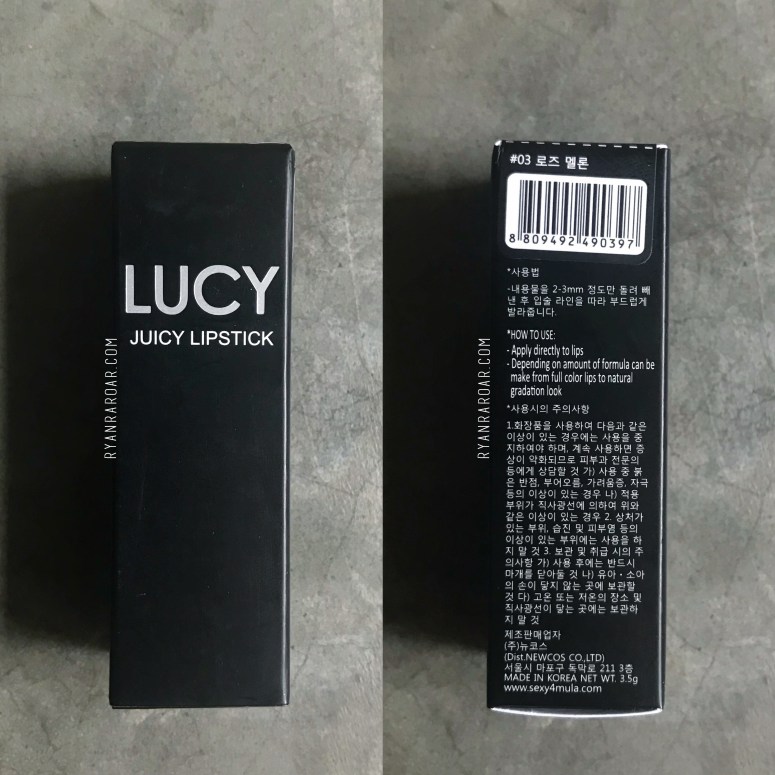 LUCY
JUICY LIPSTICK
RYANRAROAR.COM
#03 로즈 멜론
8 809492 490397
*사용법
-내용물을 2-3mm 정도만 돌려 빼
낸 후 입술 라인을 따라 부드럽게
발라줍니다.
*HOW TO USE:
- Apply directly to lips
- Depending on amount of formula can be
make from full color lips to natural
gradation look
*사용시의 주의사항
1.화장품을 사용하여 다음과 같은
이상이 있는 경우에는 사용을 중
지하여야 하며, 계속 사용하면 증
상이 악화되므로 피부과 전문의
등에게 상담할 것 가) 사용 중 붉
은 반점, 부어오름, 가려움증, 자극
등의 이상이 있는 경우 나) 적용
부위가 직사광선에 의하여 위와
같은 이상이 있는 경우 2. 상처가
있는 부위, 습진 및 피부염 등의
이상이 있는 부위에는 사용을 하
지 말 것 3. 보관 및 취급 시의 주
의사항 가) 사용 후에는 반드시
마개를 닫아둘 것 나) 유아·소아
의 손이 닿지 않는 곳에 보관할
것 다) 고온 또는 저온의 장소 및
직사광선이 닿는 곳에는 보관하
지 말 것
제조판매업자
(주)뉴코스
(Dist.NEWCOS CO.,LTD)
서울시 마포구 독막로 211 3층
MADE IN KOREA NET WT. 3.5g
www.sexy4mula.com
RYANRAROAR.COM